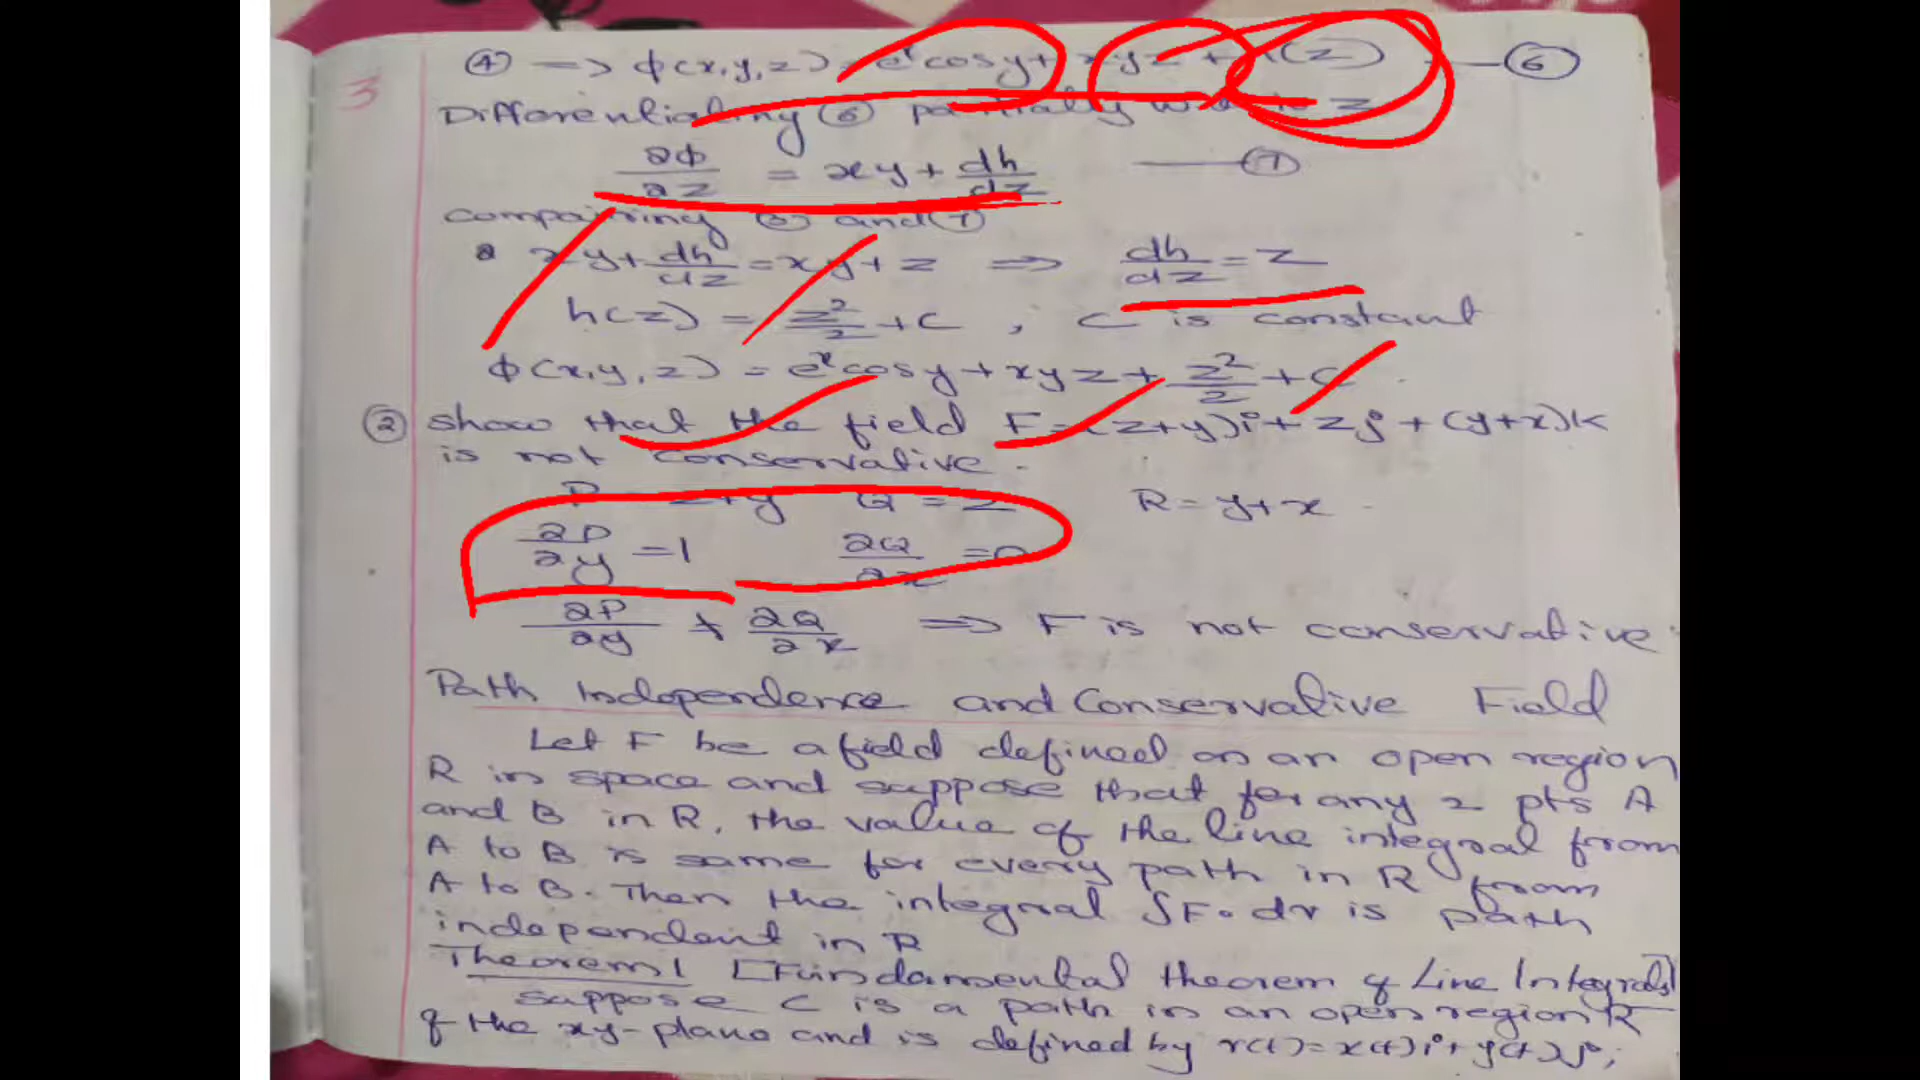 3
④ => ϕ(x,y,z) = eˣcosy + xyz + h(z) — ⑥
Differentiating ⑥ partially w.r. to z
∂ϕ/∂z = xy + dh/dz — ⑦
compairing ③ and ⑦
xy + dh/dz = xy + z => dh/dz = z
h(z) = z²/2 + C , C is constant
ϕ(x,y,z) = eˣcosy + xyz + z²/2 + C
② show that the field F = (z+y)i + zj + (y+x)k
is not conservative.
P = z+y Q = z R = y+x
∂P/∂y = 1 ∂Q/∂x = 0
∂P/∂y ≠ ∂Q/∂x => F is not conservative.
Path Independence and Conservative Field
Let F be a field defined on an open region
R in space and suppose that for any 2 pts A
and B in R, the value of the line integral from
A to B is same for every path in R from
A to B. Then the integral ∫F·dr is path
independent in R
Theorem 1 [Fundamental theorem of Line Integrals]
suppose C is a path in an open region R
of the xy-plane and is defined by r(t) = x(t)i + y(t)j;